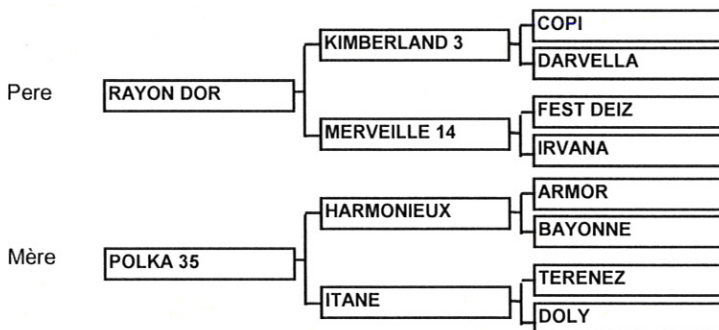 COPI
KIMBERLAND 3
DARVELLA
Pere
RAYON DOR
FEST DEIZ
MERVEILLE 14
IRVANA
ARMOR
HARMONIEUX
BAYONNE
Mère
POLKA 35
TERENEZ
ITANE
DOLY